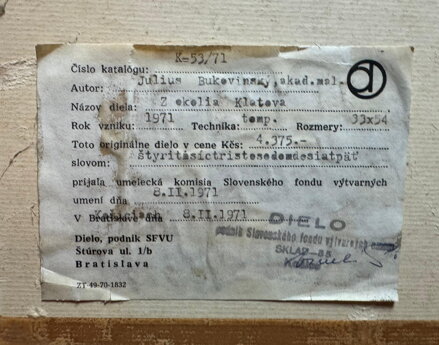 K-53/71
Číslo katalógu:
Autor: Julius Bukovinský, akad.mal.
Názov diela: Z okolia Klatova
Rok vzniku: 1971 Technika: temp. Rozmery: 33x54
Toto originálne dielo v cene Kčs: 4.375.-
slovom: štyritisíctristosedemdesiatpäť
prijala umelecká komisia Slovenského fondu výtvarných
umení dňa 8.II.1971
V Bratislave dňa 8.II.1971
Dielo, podnik SFVU
Štúrova ul. 1/b
Bratislava
ZT 49-70-1832
DIELO
podnik Slovenského fondu výtvarných
SKLAD